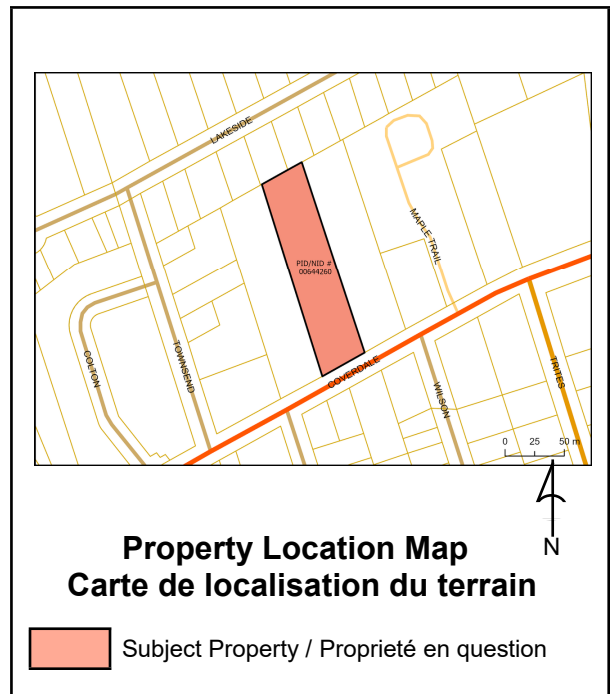 LAKESIDE
MAPLE TRAIL
PID/NID #
00644260
COLTON
TOWNSEND
COVERDALE
WILSON
TRITES
0 25 50 m
N
Property Location Map
Carte de localisation du terrain
Subject Property / Proprieté en question